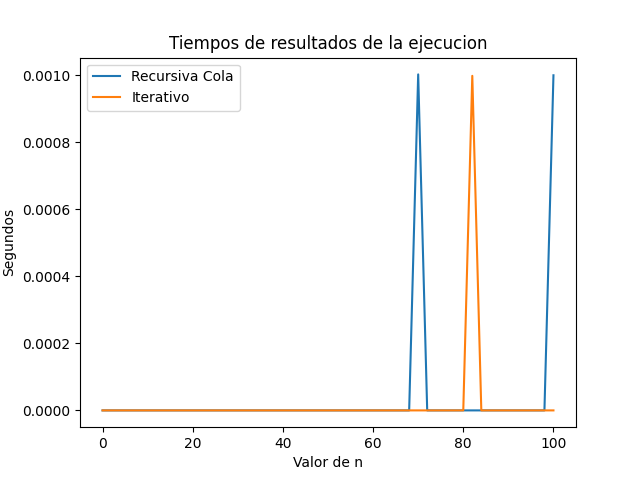 Tiempos de resultados de la ejecucion
Recursiva Cola
Iterativo
0.0010
0.0008
0.0006
0.0004
0.0002
0.0000
Segundos
0 20 40 60 80 100
Valor de n